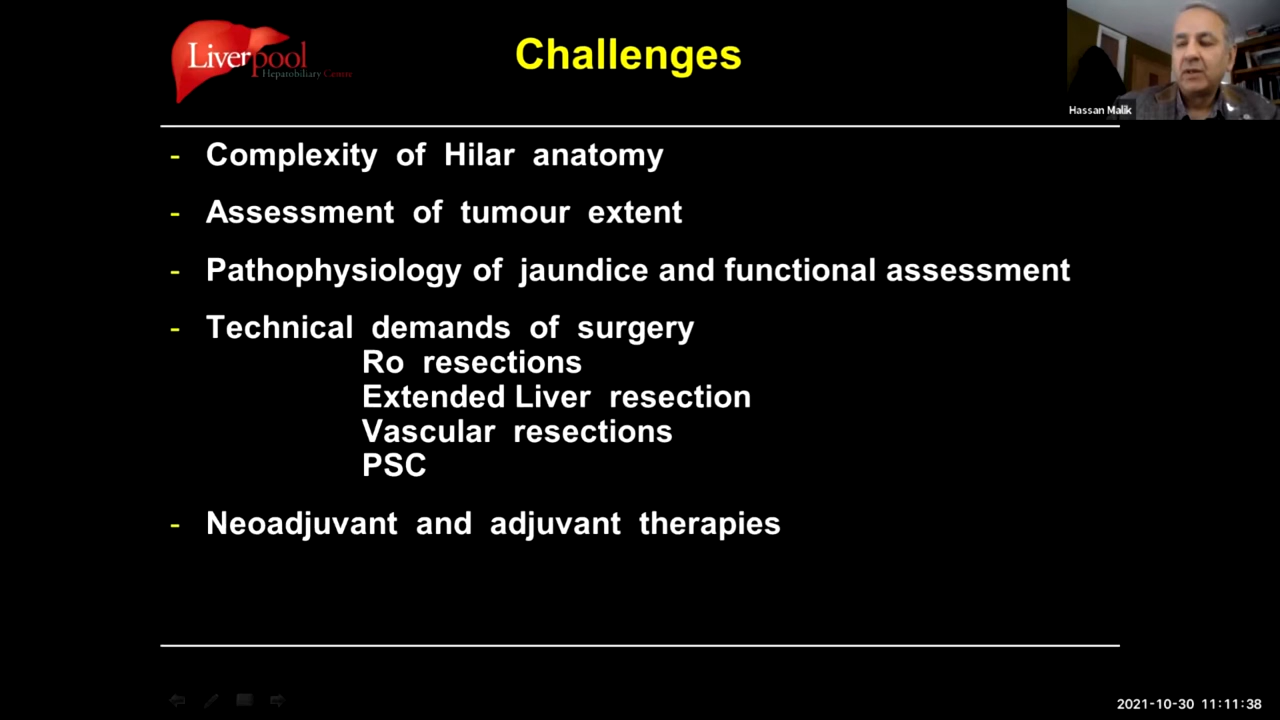 Liverpool
Hepatobiliary Centre
Challenges
Hassan Malik
- Complexity of Hilar anatomy
- Assessment of tumour extent
- Pathophysiology of jaundice and functional assessment
- Technical demands of surgery
Ro resections
Extended Liver resection
Vascular resections
PSC
- Neoadjuvant and adjuvant therapies
2021-10-30 11:11:38